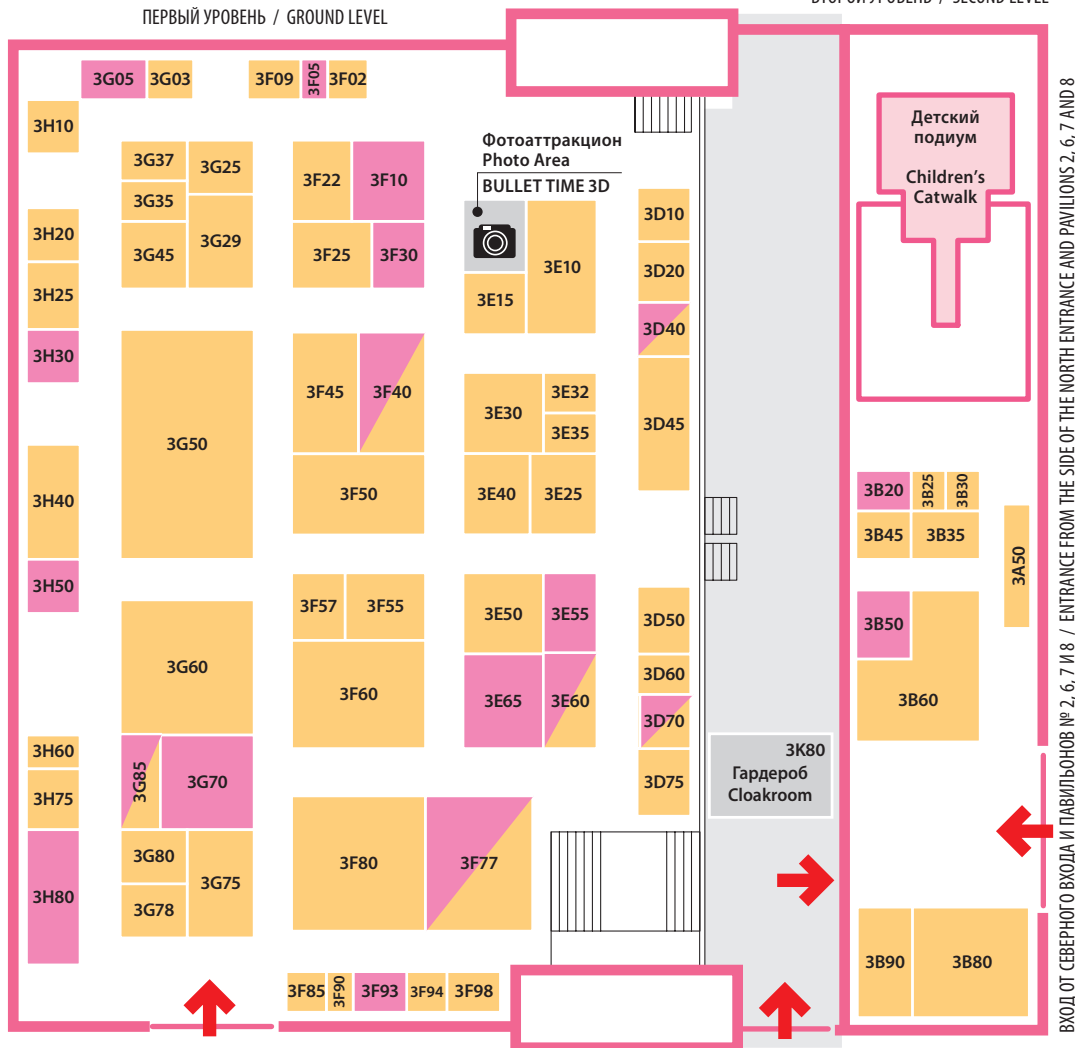 ПЕРВЫЙ УРОВЕНЬ / GROUND LEVEL
ВТОРОЙ УРОВЕНЬ / SECOND LEVEL
3G05
3G03
3F09
3F05
3F02
3H10
Фотоаттракцион
Photo Area
BULLET TIME 3D
Детский
подиум
Children's
Catwalk
3G37
3G25
3F22
3F10
3G35
3D10
3H20
3G45
3G29
3F25
3F30
3E10
3D20
3H25
3E15
3H30
3D40
3F45
3F40
3E30
3E32
3E35
3D45
3G50
3H40
3F50
3E40
3E25
3B20
3B25
3B30
3B45
3B35
3A50
3H50
3F57
3F55
3E50
3E55
3D50
3B50
3G60
3F60
3E65
3E60
3D60
3B60
3D70
3H60
3G85
3G70
3K80
Гардероб
Cloakroom
3H75
3D75
3G80
3G75
3F80
3F77
3H80
3G78
3F85
3F90
3F93
3F94
3F98
3B90
3B80
ВХОД ОТ СЕВЕРНОГО ВХОДА И ПАВИЛЬОНОВ № 2, 6, 7 И 8 / ENTRANCE FROM THE SIDE OF THE NORTH ENTRANCE AND PAVILLONS 2, 6, 7 AND 8